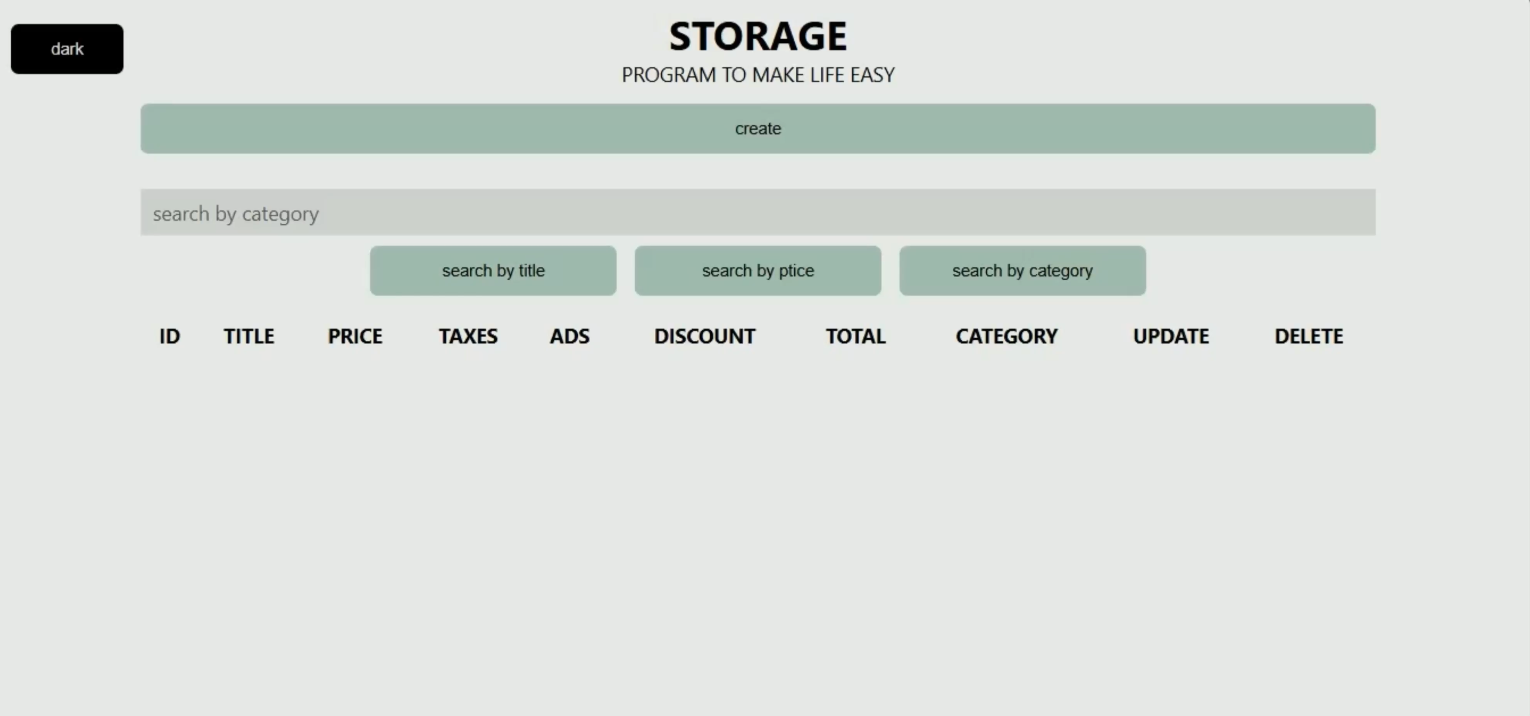 dark
STORAGE
PROGRAM TO MAKE LIFE EASY
create
search by category
search by title search by ptice search by category
ID TITLE PRICE TAXES ADS DISCOUNT TOTAL CATEGORY UPDATE DELETE